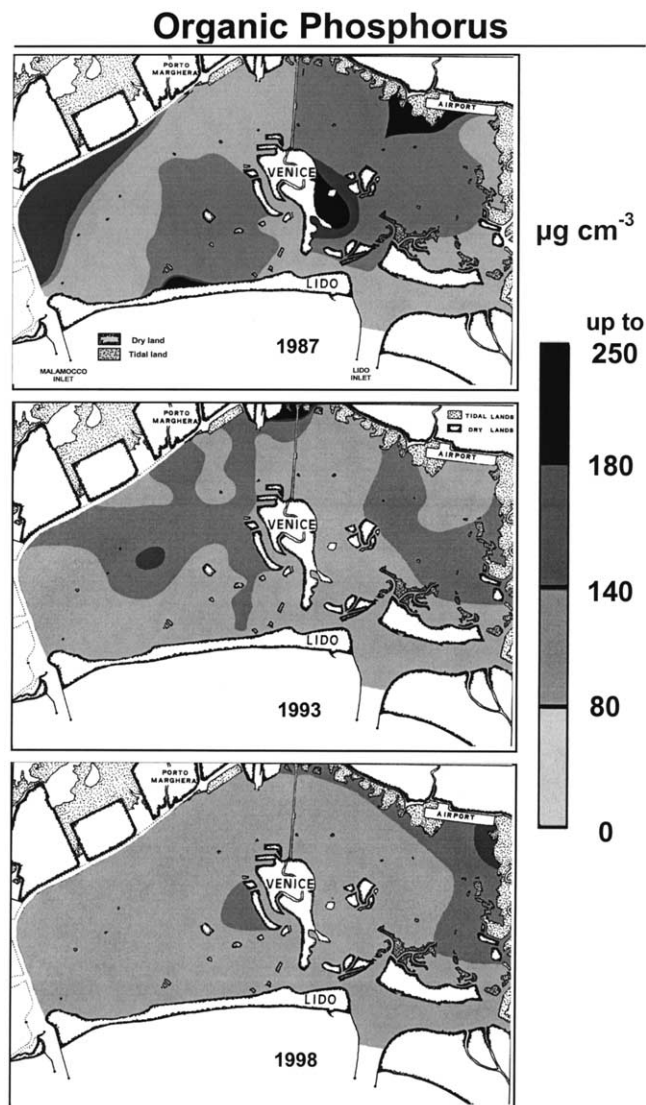 Organic Phosphorus
PORTO
MARGHERA
AIRPORT
VENICE
LIDO
Dry land
Tidal land
1987
MALAMOCCO
INLET
LIDO
INLET
PORTO
MARGHERA
TIDAL LANDS
DRY LANDS
AIRPORT
VENICE
LIDO
1993
PORTO
MARGHERA
AIRPORT
VENICE
LIDO
1998
µg cm-3
up to
250
180
140
80
0